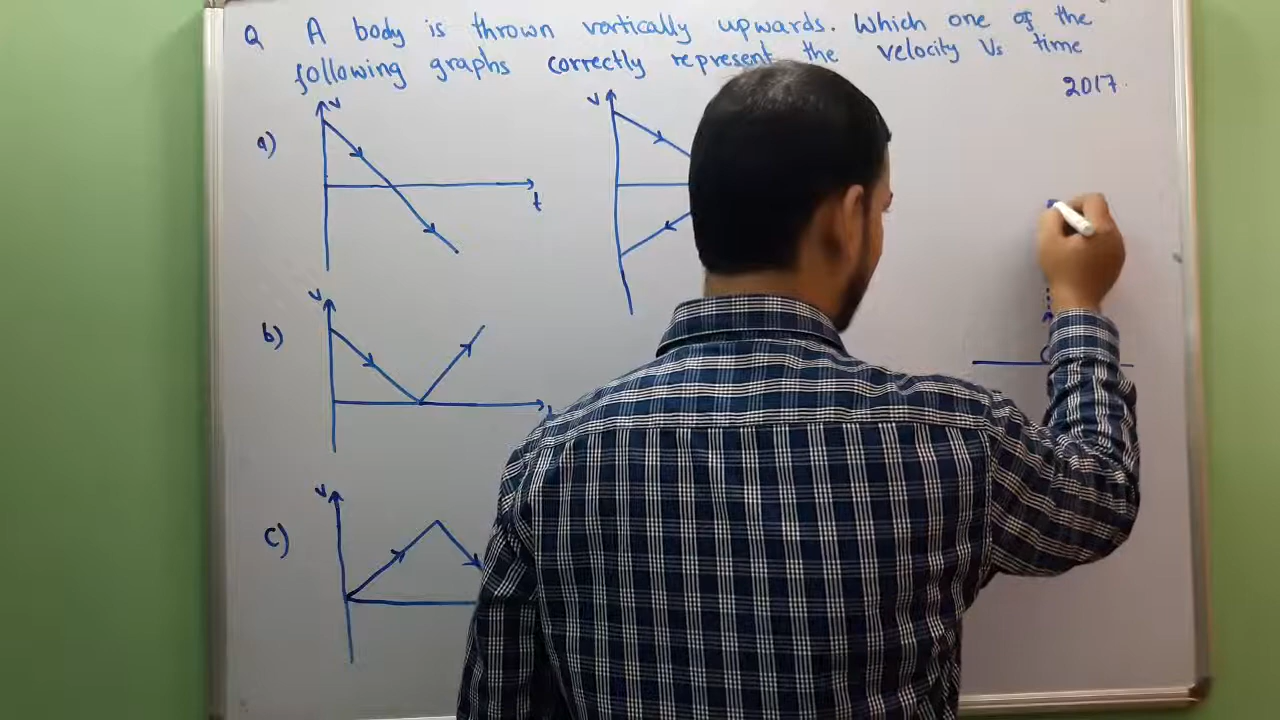 Q A body is thrown vertically upwards. Which one of the
following graphs correctly represent the velocity Vs time
2017.
a)
v
t
v
b)
v
c)
v